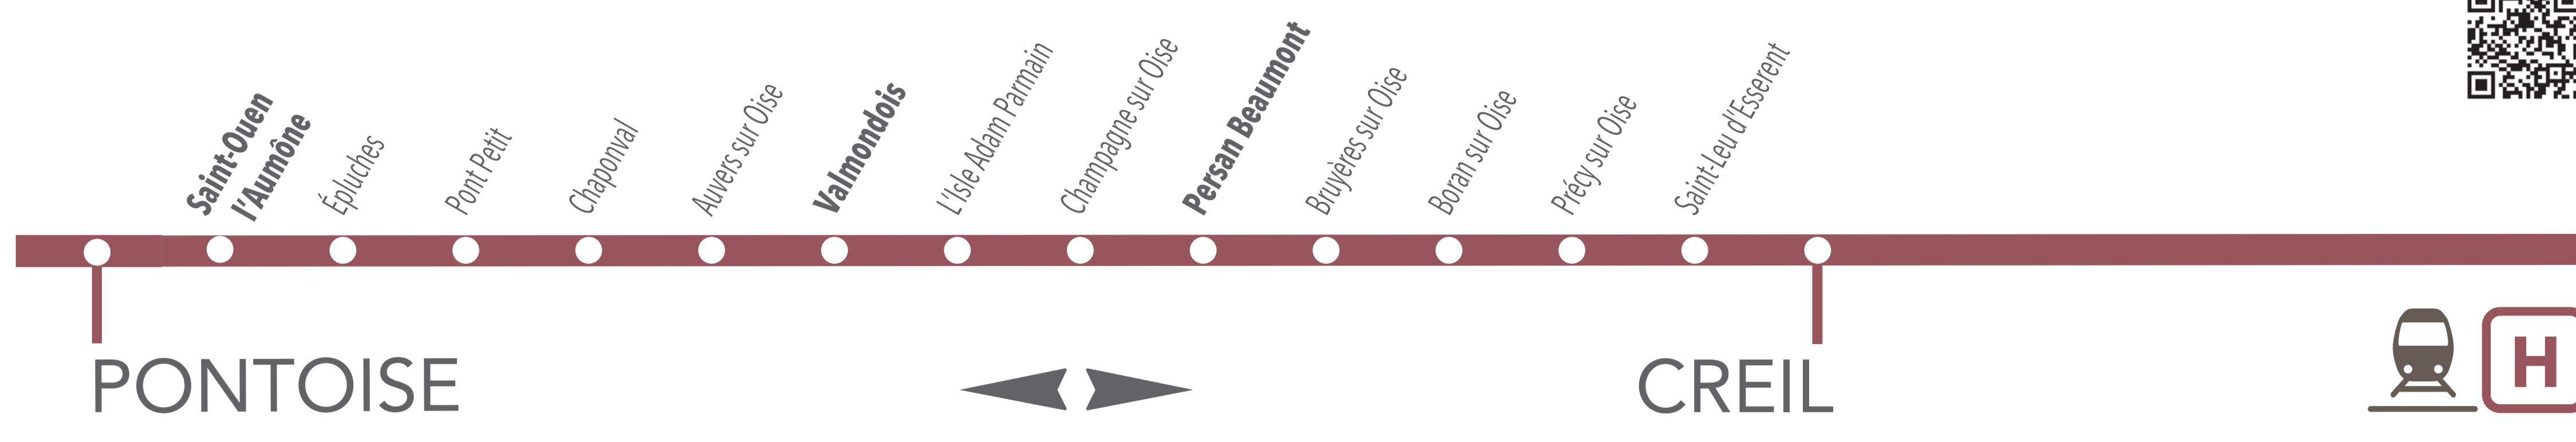 Saint-Ouen
l'Aumône
Épluches
Pont Petit
Chaponval
Auvers sur Oise
Valmondois
L'Isle Adam Parmain
Champagne sur Oise
Persan Beaumont
Bruyères sur Oise
Boran sur Oise
Précy sur Oise
Saint-Leu d'Esserent
PONTOISE
CREIL
H